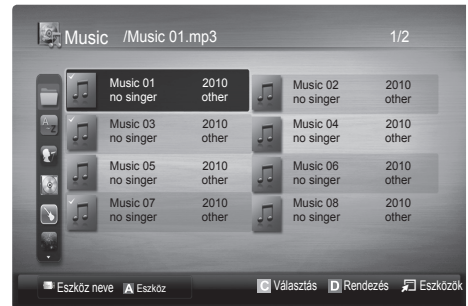 Music /Music 01.mp3 1/2
Music 01 2010 Music 02 2010
no singer other no singer other
Music 03 2010 Music 04 2010
no singer other no singer other
Music 05 2010 Music 06 2010
no singer other no singer other
Music 07 2010 Music 08 2010
no singer other no singer other
Eszköz neve A Eszköz C Választás D Rendezés Eszközök